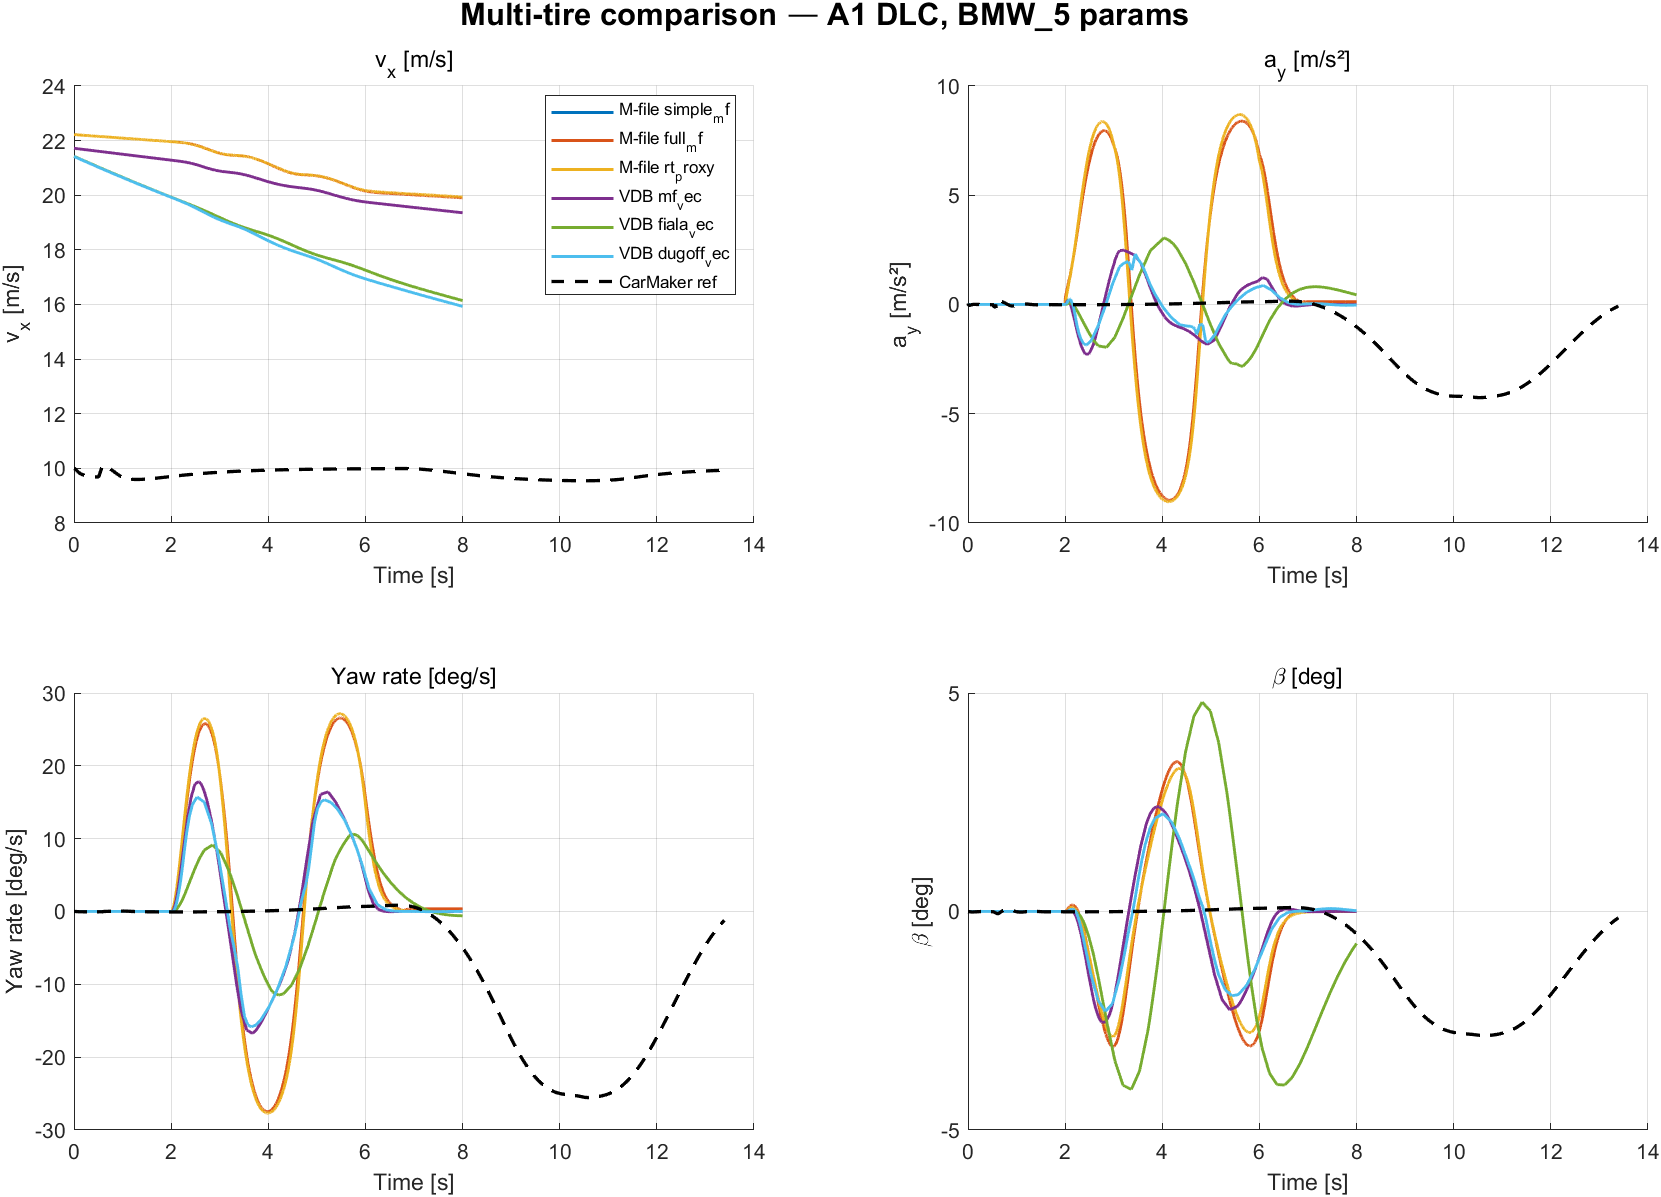 Multi-tire comparison — A1 DLC, BMW_5 params
vx [m/s]
24
22
20
18
16
14
12
10
8
vx [m/s]
0 2 4 6 8 10 12 14
Time [s]
M-file simplemf
M-file fullmf
M-file rtproxy
VDB mfvec
VDB fialavec
VDB dugoffvec
CarMaker ref
ay [m/s²]
10
5
0
-5
-10
ay [m/s²]
0 2 4 6 8 10 12 14
Time [s]
Yaw rate [deg/s]
30
20
10
0
-10
-20
-30
Yaw rate [deg/s]
0 2 4 6 8 10 12 14
Time [s]
β [deg]
5
0
-5
β [deg]
0 2 4 6 8 10 12 14
Time [s]